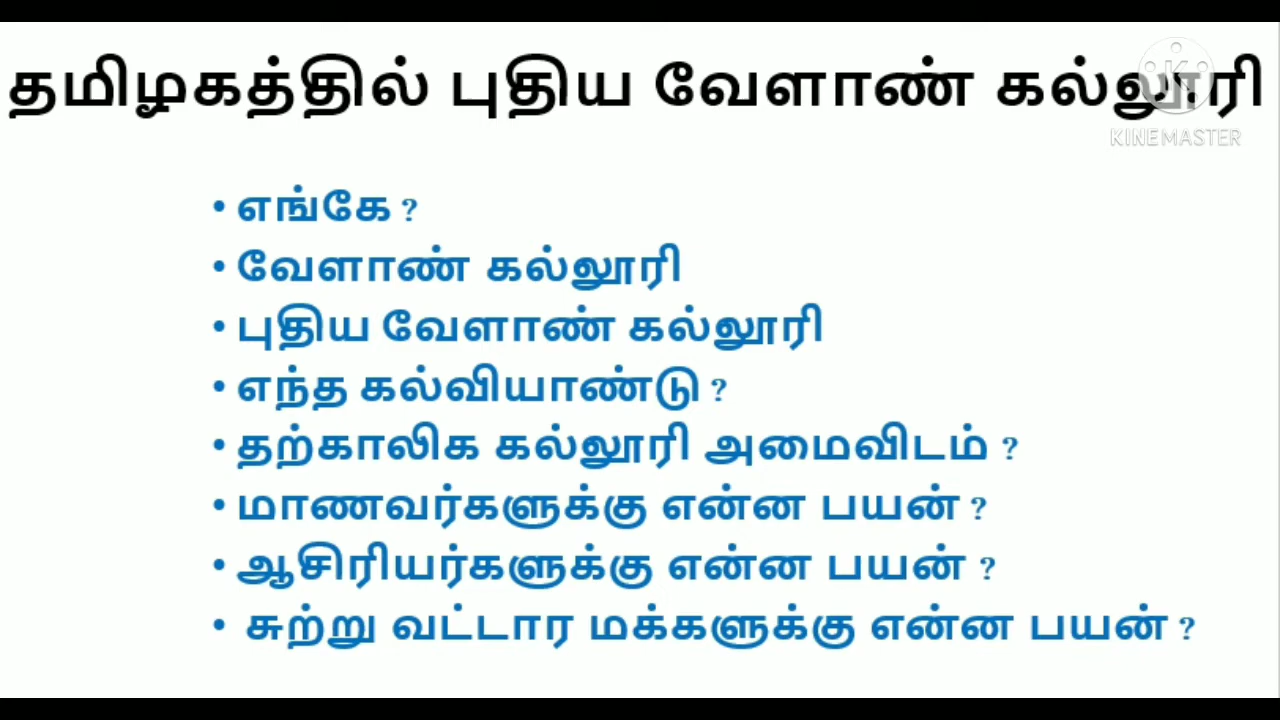 தமிழகத்தில் புதிய வேளாண் கல்லூரி
KINEMASTER
• எங்கே ?
• வேளாண் கல்லூரி
• புதிய வேளாண் கல்லூரி
• எந்த கல்வியாண்டு ?
• தற்காலிக கல்லூரி அமைவிடம் ?
• மாணவர்களுக்கு என்ன பயன் ?
• ஆசிரியர்களுக்கு என்ன பயன் ?
• சுற்று வட்டார மக்களுக்கு என்ன பயன் ?